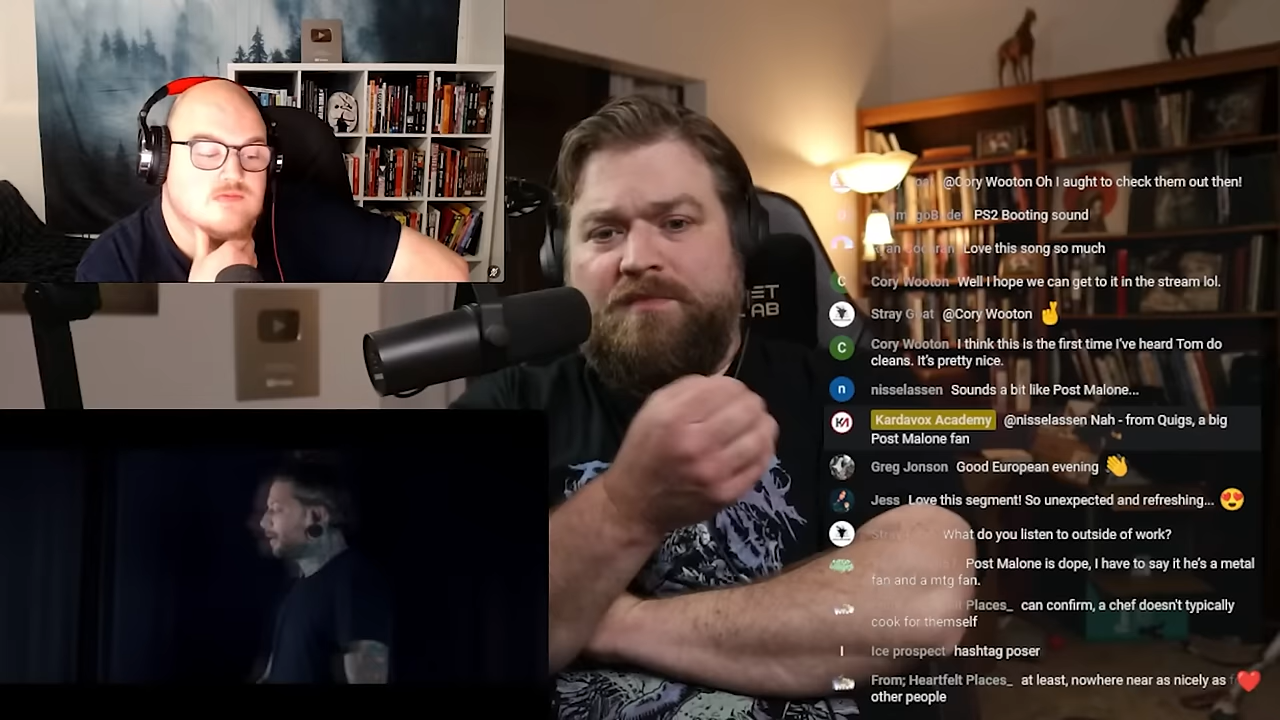 @Cory Wooton Oh I aught to check them out then!
PS2 Booting sound
Love this song so much
Cory Wooton Well I hope we can get to it in the stream lol.
Stray Goat @Cory Wooton 🤞
Cory Wooton I think this is the first time I've heard Tom do
cleans. It's pretty nice.
nisselassen Sounds a bit like Post Malone...
Kardavox Academy @nisselassen Nah - from Quigs, a big
Post Malone fan
Greg Jonson Good European evening 👋
Jess Love this segment! So unexpected and refreshing... 😍
What do you listen to outside of work?
Post Malone is dope, I have to say it he's a metal
fan and a mtg fan.
Places_ can confirm, a chef doesn't typically
cook for themself
Ice prospect hashtag poser
From; Heartfelt Places_ at least, nowhere near as nicely as
other people